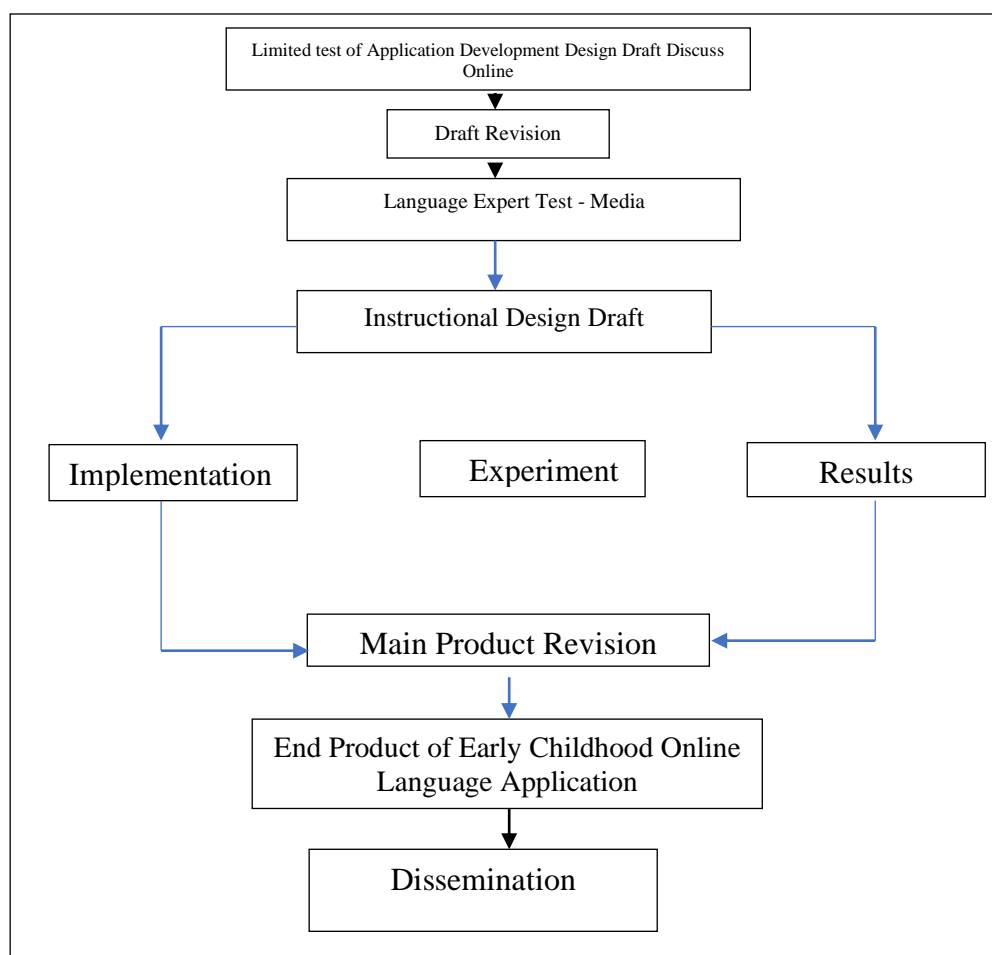 Limited test of Application Development Design Draft Discuss
Online
Draft Revision
Language Expert Test - Media
Instructional Design Draft
Implementation
Experiment
Results
Main Product Revision
End Product of Early Childhood Online
Language Application
Dissemination